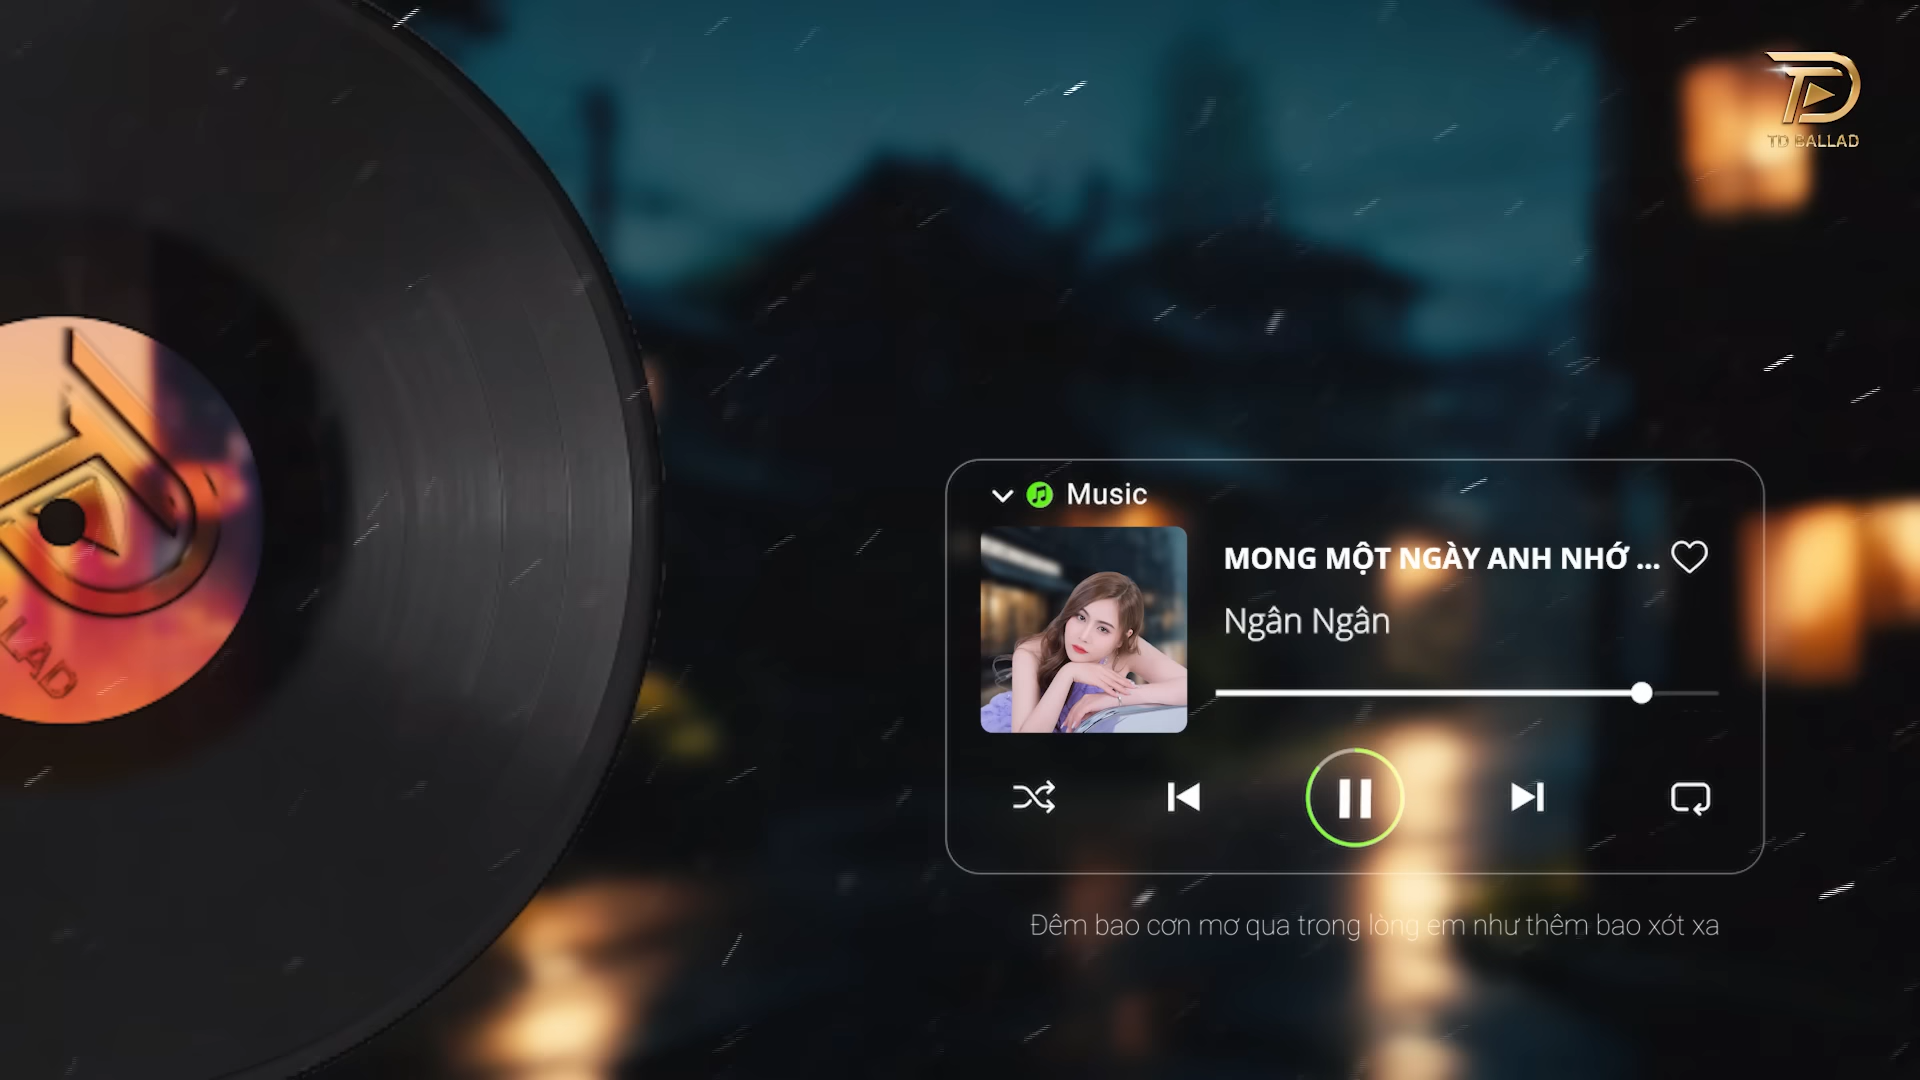 TD BALLAD
LLAD
Music
MONG MỘT NGÀY ANH NHỚ ...
Ngân Ngân
Đêm bao cơn mơ qua trong lòng em như thêm bao xót xa